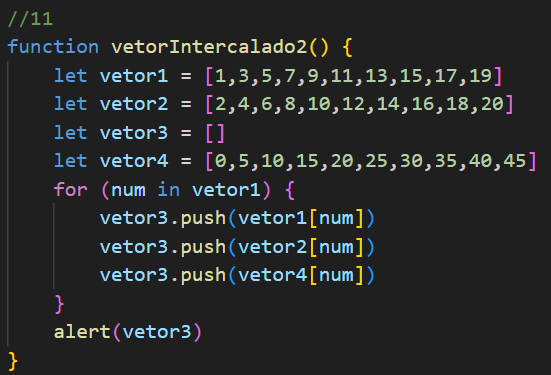 //11
function vetorIntercalado2() {
    let vetor1 = [1,3,5,7,9,11,13,15,17,19]
    let vetor2 = [2,4,6,8,10,12,14,16,18,20]
    let vetor3 = []
    let vetor4 = [0,5,10,15,20,25,30,35,40,45]
    for (num in vetor1) {
        vetor3.push(vetor1[num])
        vetor3.push(vetor2[num])
        vetor3.push(vetor4[num])
    }
    alert(vetor3)
}